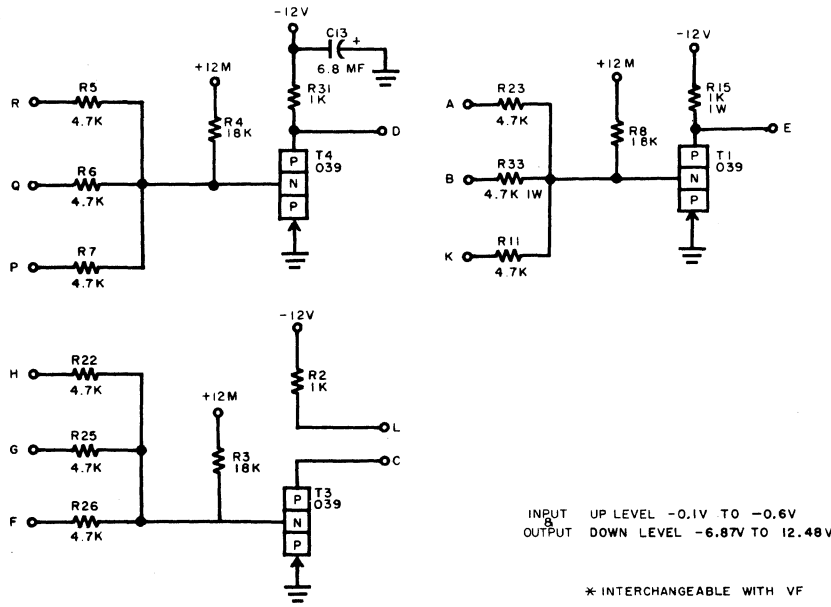 -12V
C13
+
6.8 MF
+12M
R31
1K
R5
R
4.7K
R4
18K
D
T4
039
P
N
P
R6
Q
4.7K
R7
P
4.7K
-12V
+12M
R15
1K
1W
R23
A
4.7K
R8
18K
E
T1
039
P
N
P
R33
B
4.7K 1W
R11
K
4.7K
-12V
R2
1K
R22
H
4.7K
+12M
L
R25
G
4.7K
R3
18K
C
T3
039
P
N
P
R26
F
4.7K
INPUT UP LEVEL -0.1V TO -0.6V
&
OUTPUT DOWN LEVEL -6.87V TO 12.48V
* INTERCHANGEABLE WITH VF